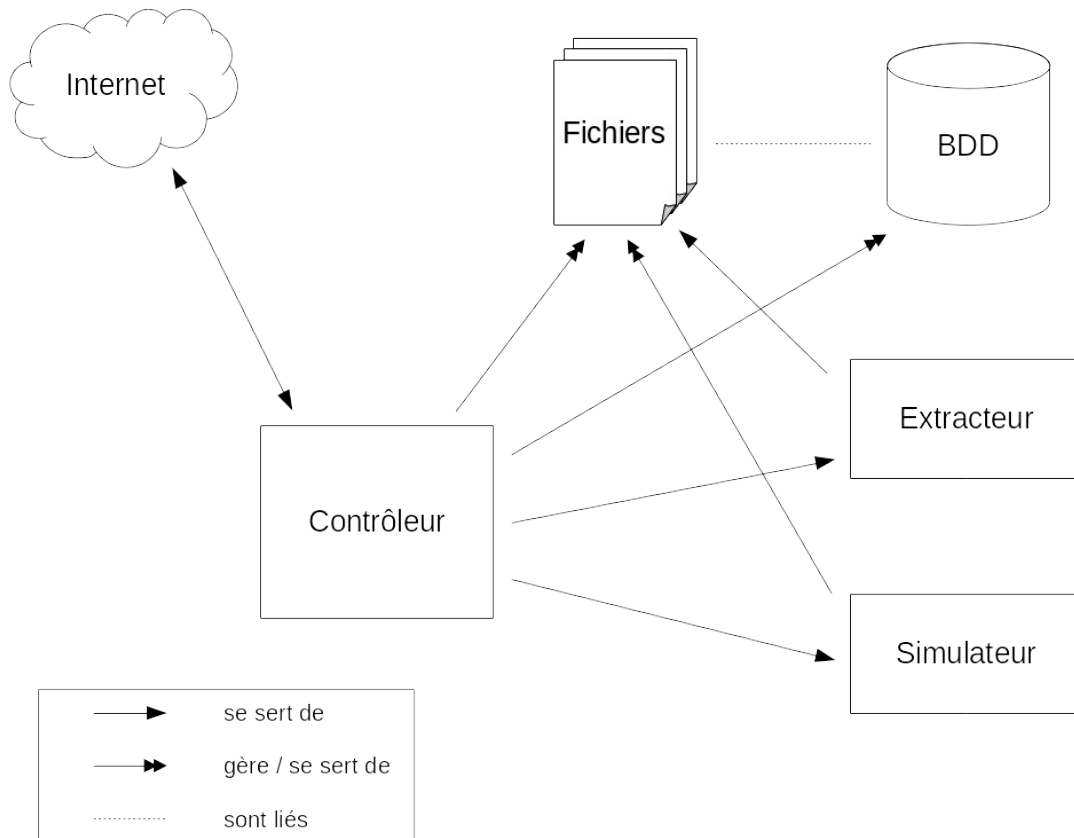 Internet
Fichiers
BDD
Extracteur
Contrôleur
Simulateur
se sert de
gère / se sert de
sont liés